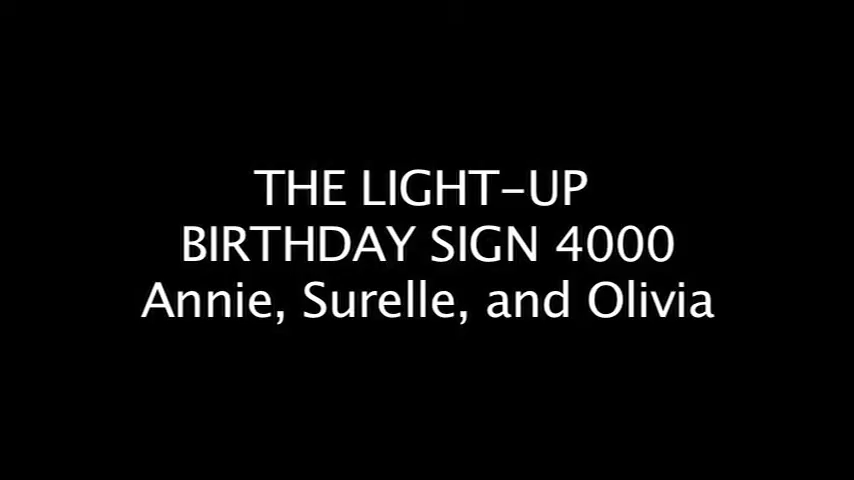 THE LIGHT-UP
BIRTHDAY SIGN 4000
Annie, Surelle, and Olivia